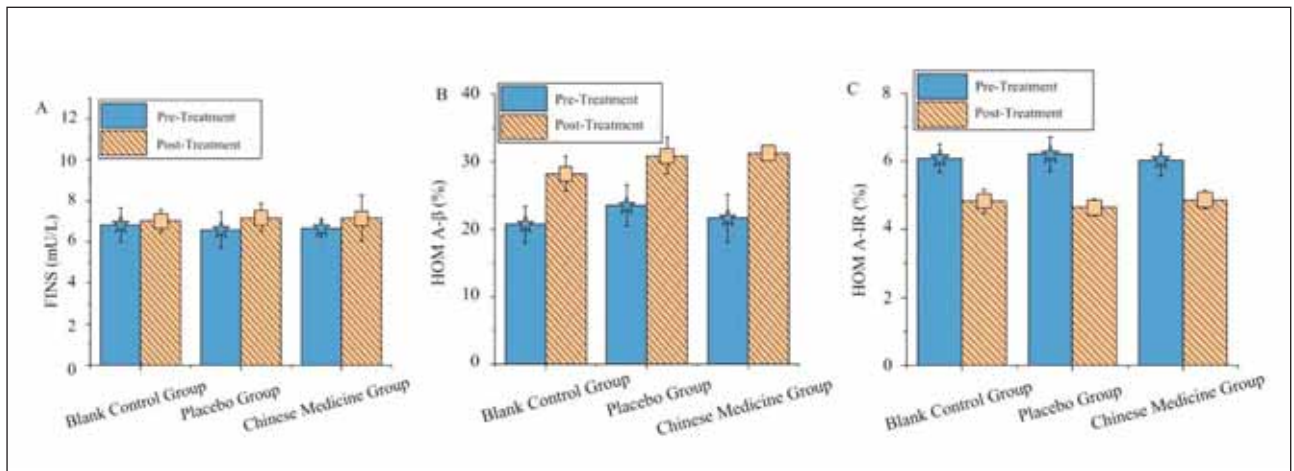 A
Pre-Treatment
Post-Treatment
FINS (mU/L)
12
10
8
6
4
2
0
Blank Control Group
Placebo Group
Chinese Medicine Group
B
Pre-Treatment
Post-Treatment
HOM A-β (%)
40
30
20
10
0
Blank Control Group
Placebo Group
Chinese Medicine Group
C
Pre-Treatment
Post-Treatment
HOM A-IR (%)
8
6
4
2
0
Blank Control Group
Placebo Group
Chinese Medicine Group